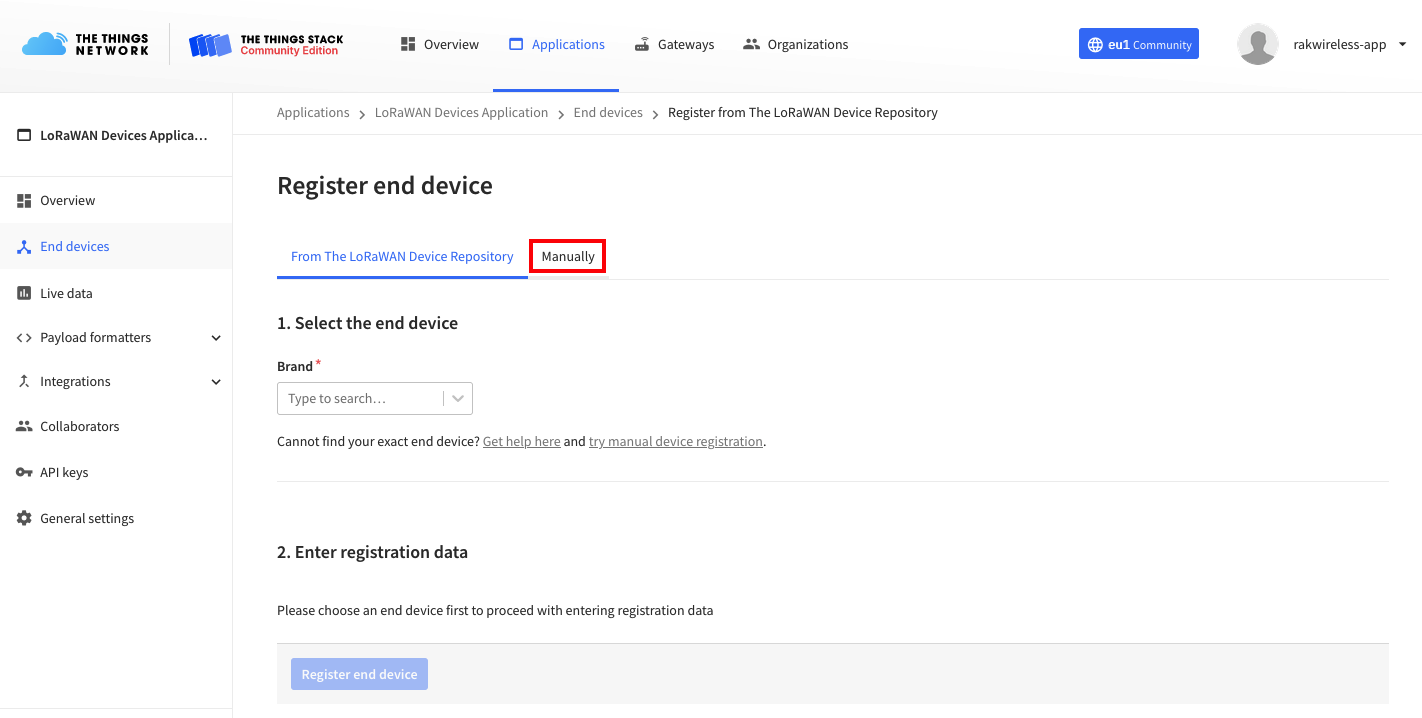 THE THINGS
NETWORK
THE THINGS STACK
Community Edition
Overview
Applications
Gateways
Organizations
eu1 Community
rakwireless-app
LoRaWAN Devices Applica...
Overview
End devices
Live data
Payload formatters
Integrations
Collaborators
API keys
General settings
Applications > LoRaWAN Devices Application > End devices > Register from The LoRaWAN Device Repository
Register end device
From The LoRaWAN Device Repository
Manually
1. Select the end device
Brand *
Type to search...
Cannot find your exact end device? Get help here and try manual device registration.
2. Enter registration data
Please choose an end device first to proceed with entering registration data
Register end device